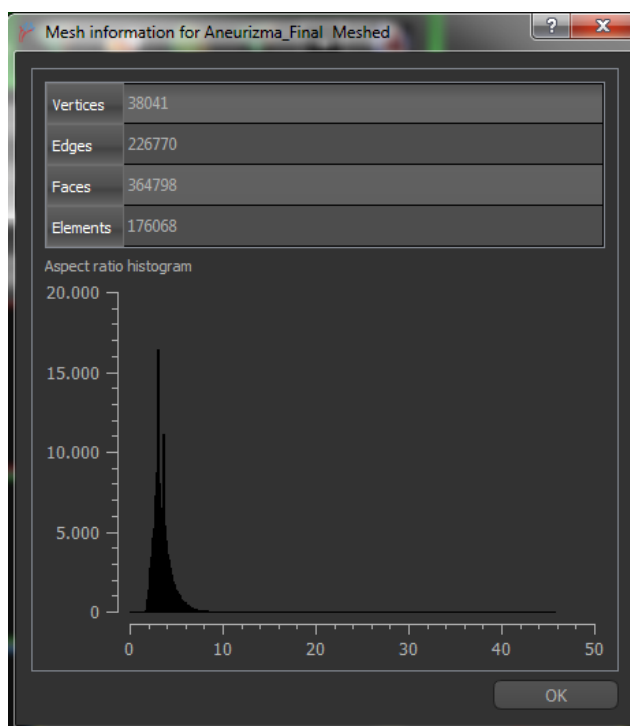 Mesh information for Aneurizma_Final Meshed
?
X
Vertices 38041
Edges 226770
Faces 364798
Elements 176068
Aspect ratio histogram
20.000
15.000
10.000
5.000
0
0 10 20 30 40 50
OK